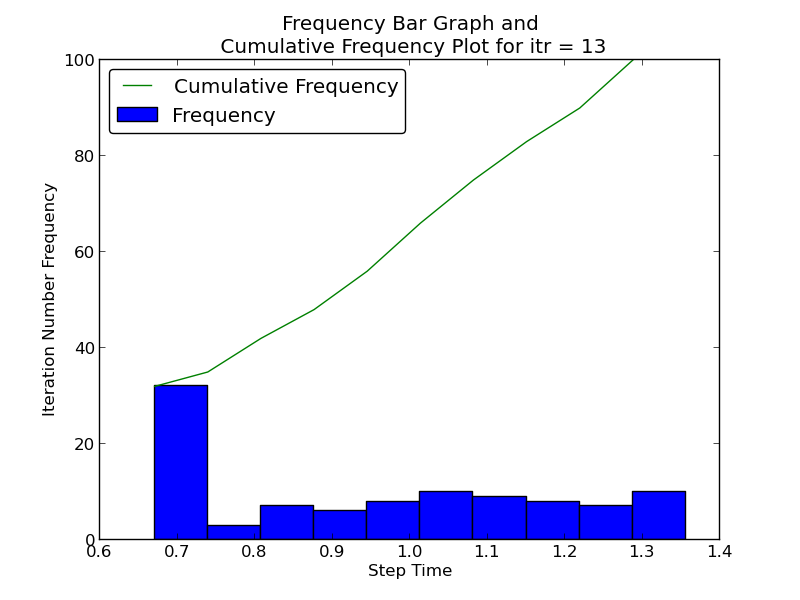 Frequency Bar Graph and
Cumulative Frequency Plot for itr = 13
Cumulative Frequency
Frequency
100
80
60
40
20
0
Iteration Number Frequency
0.6 0.7 0.8 0.9 1.0 1.1 1.2 1.3 1.4
Step Time